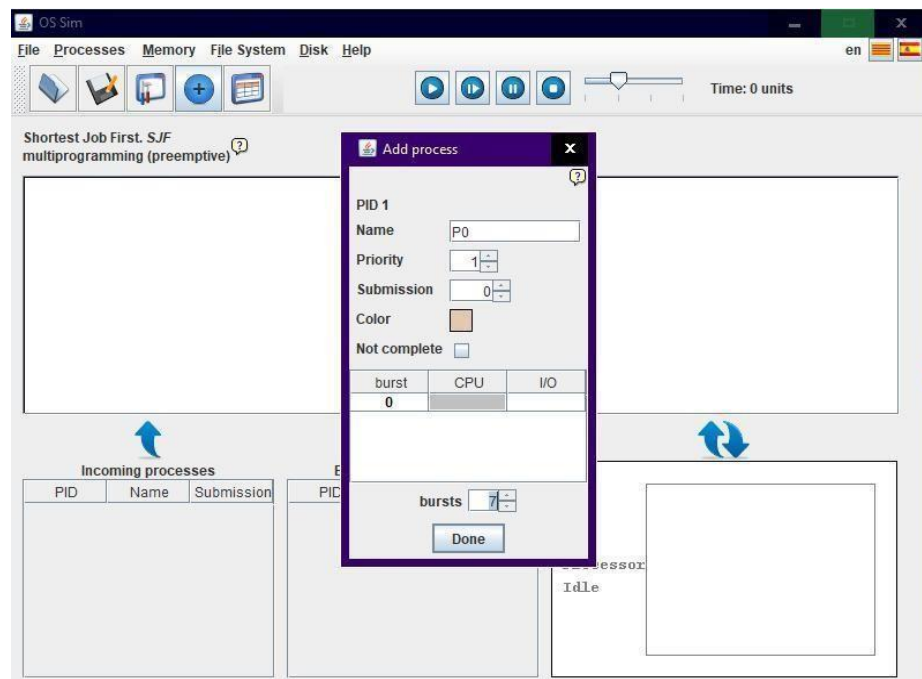 OS Sim
File Processes Memory File System Disk Help en
Time: 0 units
Shortest Job First. SJF
multiprogramming (preemptive)
Add process
PID 1
Name P0
Priority 1
Submission 0
Color
Not complete
burst CPU I/O
0
bursts 7
Done
Incoming processes
PID Name Submission
PID
Idle